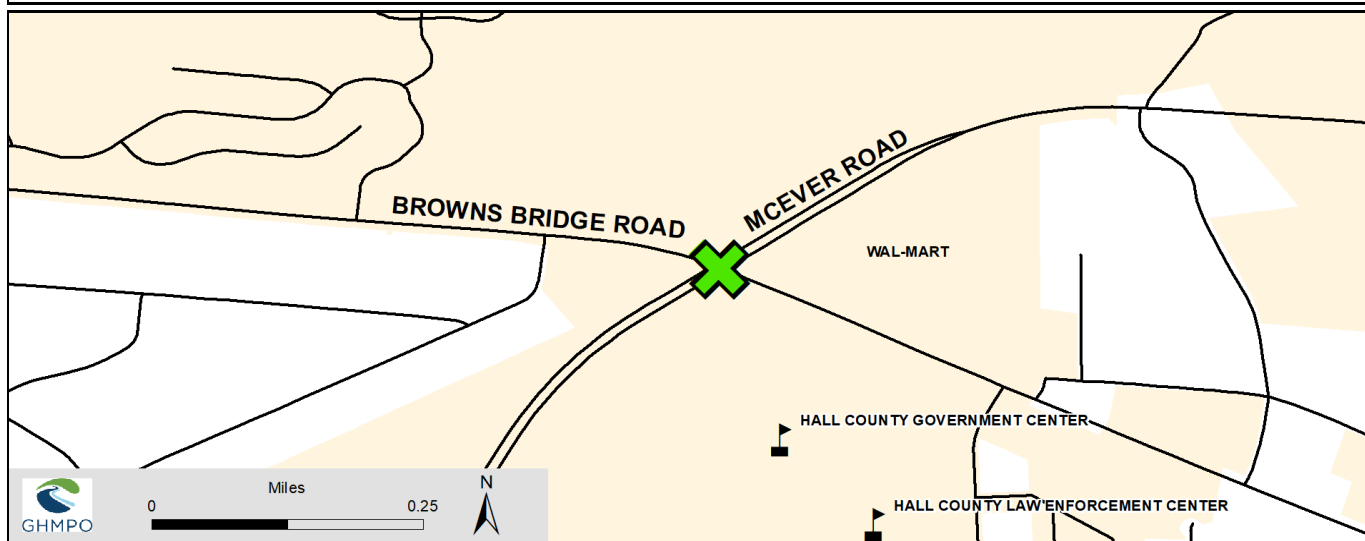 MCEVER ROAD
BROWNS BRIDGE ROAD
WAL-MART
HALL COUNTY GOVERNMENT CENTER
HALL COUNTY LAW ENFORCEMENT CENTER
GHMPO
Miles
0 0.25
N